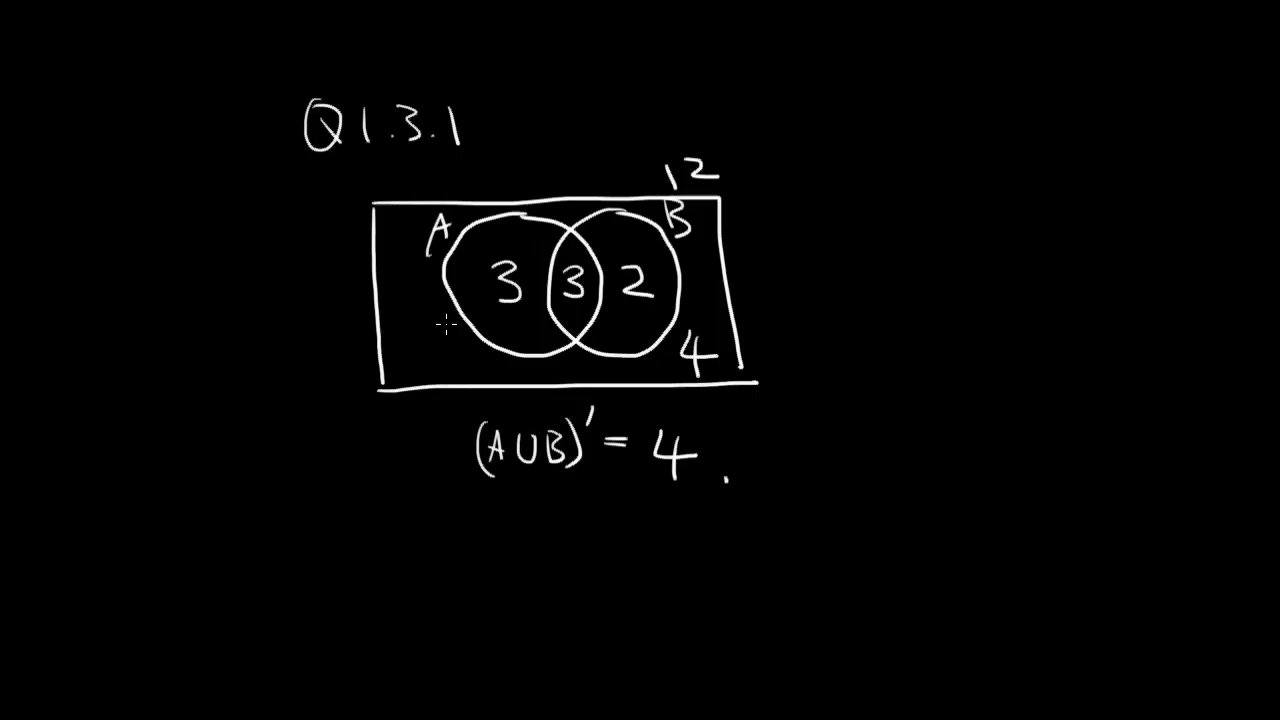 Q1.3.1
12
A B
3 3 2
4
(A∪B)' = 4.